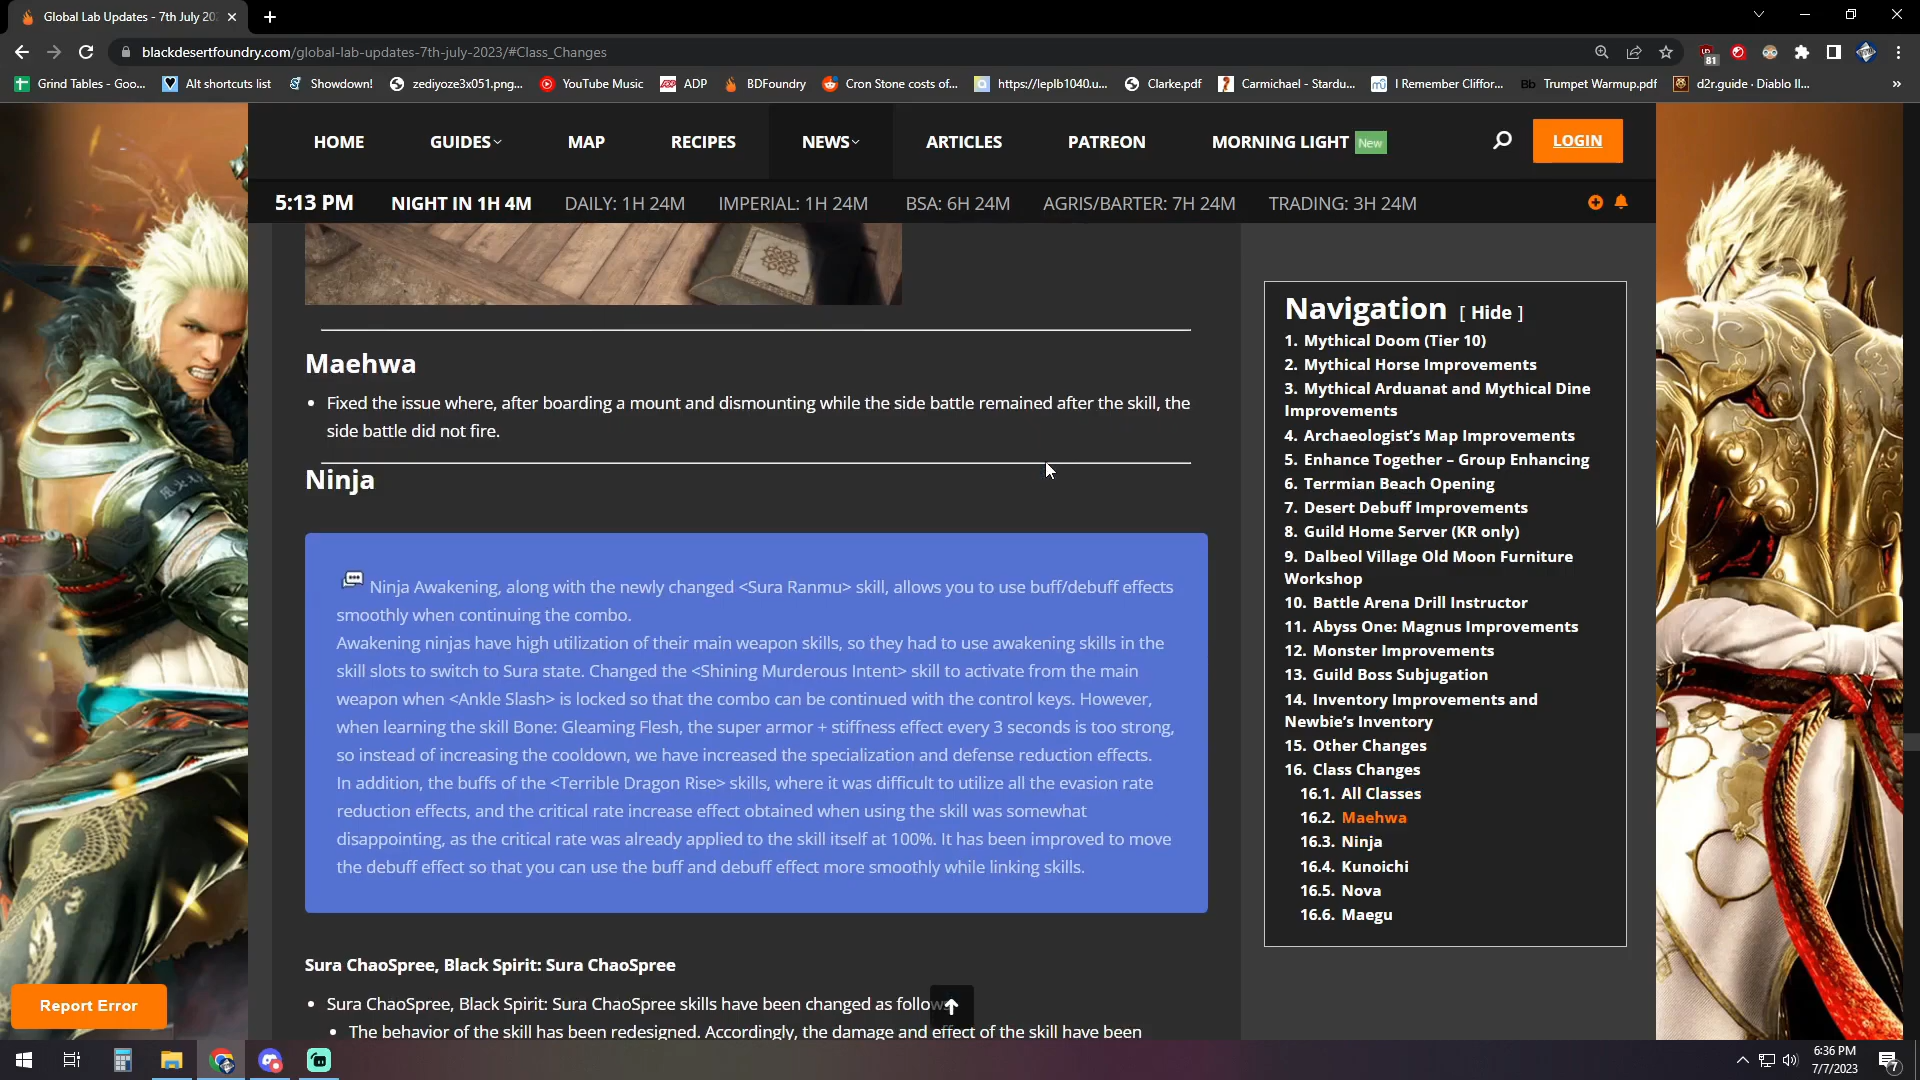 Global Lab Updates - 7th July 20
blackdesertfoundry.com/global-lab-updates-7th-july-2023/#Class_Changes
81
Grind Tables - Goo... Alt shortcuts list Showdown! zediyoze3x051.png... YouTube Music ADP BDFoundry Cron Stone costs of... https://leplb1040.u... Clarke.pdf Carmichael - Stardu... I Remember Cliffor... Bb Trumpet Warmup.pdf d2r.guide · Diablo II... »
HOME GUIDES MAP RECIPES NEWS ARTICLES PATREON MORNING LIGHT New LOGIN
5:13 PM NIGHT IN 1H 4M DAILY: 1H 24M IMPERIAL: 1H 24M BSA: 6H 24M AGRIS/BARTER: 7H 24M TRADING: 3H 24M
Maehwa
• Fixed the issue where, after boarding a mount and dismounting while the side battle remained after the skill, the
side battle did not fire.
Ninja
Ninja Awakening, along with the newly changed <Sura Ranmu> skill, allows you to use buff/debuff effects
smoothly when continuing the combo.
Awakening ninjas have high utilization of their main weapon skills, so they had to use awakening skills in the
skill slots to switch to Sura state. Changed the <Shining Murderous Intent> skill to activate from the main
weapon when <Ankle Slash> is locked so that the combo can be continued with the control keys. However,
when learning the skill Bone: Gleaming Flesh, the super armor + stiffness effect every 3 seconds is too strong,
so instead of increasing the cooldown, we have increased the specialization and defense reduction effects.
In addition, the buffs of the <Terrible Dragon Rise> skills, where it was difficult to utilize all the evasion rate
reduction effects, and the critical rate increase effect obtained when using the skill was somewhat
disappointing, as the critical rate was already applied to the skill itself at 100%. It has been improved to move
the debuff effect so that you can use the buff and debuff effect more smoothly while linking skills.
Sura ChaoSpree, Black Spirit: Sura ChaoSpree
• Sura ChaoSpree, Black Spirit: Sura ChaoSpree skills have been changed as follow
• The behavior of the skill has been redesigned. Accordingly, the damage and effect of the skill have been
Navigation [ Hide ]
1. Mythical Doom (Tier 10)
2. Mythical Horse Improvements
3. Mythical Arduanat and Mythical Dine
Improvements
4. Archaeologist's Map Improvements
5. Enhance Together – Group Enhancing
6. Terrmian Beach Opening
7. Desert Debuff Improvements
8. Guild Home Server (KR only)
9. Dalbeol Village Old Moon Furniture
Workshop
10. Battle Arena Drill Instructor
11. Abyss One: Magnus Improvements
12. Monster Improvements
13. Guild Boss Subjugation
14. Inventory Improvements and
Newbie's Inventory
15. Other Changes
16. Class Changes
16.1. All Classes
16.2. Maehwa
16.3. Ninja
16.4. Kunoichi
16.5. Nova
16.6. Maegu
Report Error
6:36 PM
7/7/2023
7